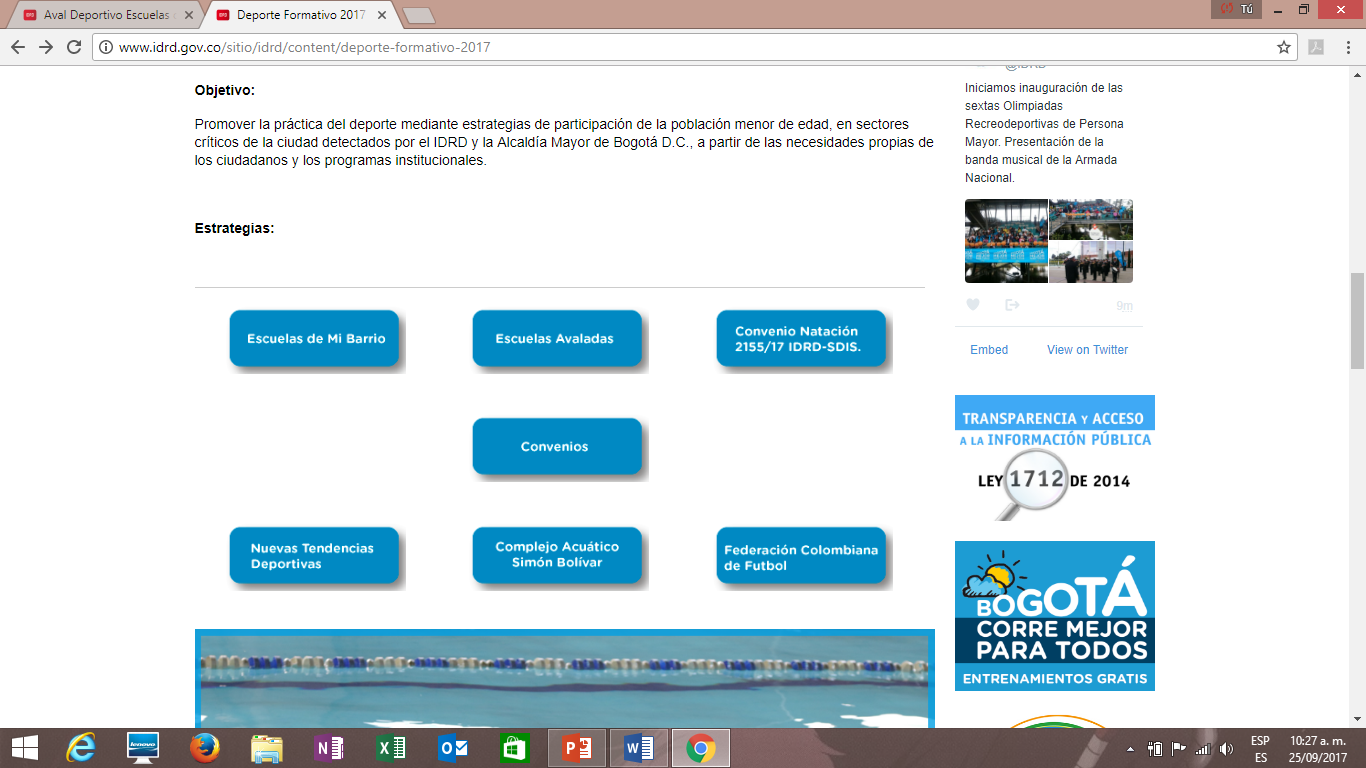 Aval Deportivo Escuelas
Deporte Formativo 2017
Tú
www.idrd.gov.co/sitio/idrd/content/deporte-formativo-2017
Objetivo:
Promover la práctica del deporte mediante estrategias de participación de la población menor de edad, en sectores
críticos de la ciudad detectados por el IDRD y la Alcaldía Mayor de Bogotá D.C., a partir de las necesidades propias de
los ciudadanos y los programas institucionales.
Estrategias:
Escuelas de Mi Barrio
Escuelas Avaladas
Convenio Natación
2155/17 IDRD-SDIS.
Convenios
Nuevas Tendencias
Deportivas
Complejo Acuático
Simón Bolívar
Federación Colombiana
de Futbol
@IDRD
Iniciamos inauguración de las
sextas Olimpiadas
Recreodeportivas de Persona
Mayor. Presentación de la
banda musical de la Armada
Nacional.
9m
Embed
View on Twitter
TRANSPARENCIA Y ACCESO
A LA INFORMACIÓN PÚBLICA
LEY 1712 DE 2014
BOGOTÁ
CORRE MEJOR
PARA TODOS
ENTRENAMIENTOS GRATIS
lenovo
ESP
ES
10:27 a. m.
25/09/2017